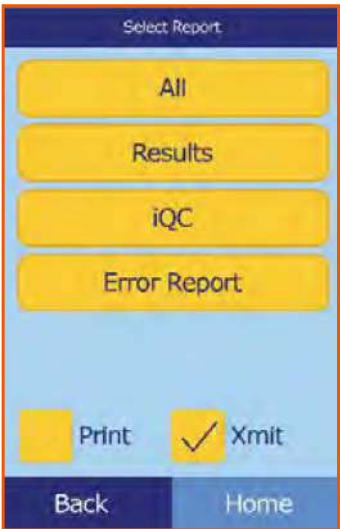 Select Report
All
Results
iQC
Error Report
Print Xmit
Back Home